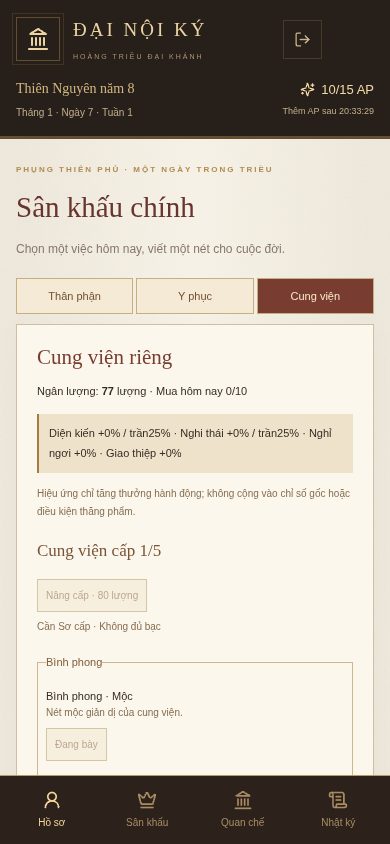 ĐẠI NỘI KÝ
HOÀNG TRIỀU ĐẠI KHÁNH
Thiên Nguyên năm 8
10/15 AP
Tháng 1 · Ngày 7 · Tuần 1
Thêm AP sau 20:33:29
PHỤNG THIÊN PHỦ · MỘT NGÀY TRONG TRIỀU
Sân khấu chính
Chọn một việc hôm nay, viết một nét cho cuộc đời.
Thân phận
Y phục
Cung viện
Cung viện riêng
Ngân lượng: 77 lượng · Mua hôm nay 0/10
Diện kiến +0% / trần25% · Nghi thái +0% / trần25% · Nghỉ
ngơi +0% · Giao thiệp +0%
Hiệu ứng chỉ tăng thưởng hành động; không cộng vào chỉ số gốc hoặc
điều kiện thăng phẩm.
Cung viện cấp 1/5
Nâng cấp · 80 lượng
Cần Sơ cấp · Không đủ bạc
Bình phong
Bình phong · Mộc
Nét mộc giản dị của cung viện.
Đang bày
Hồ sơ
Sân khấu
Quan chế
Nhật ký